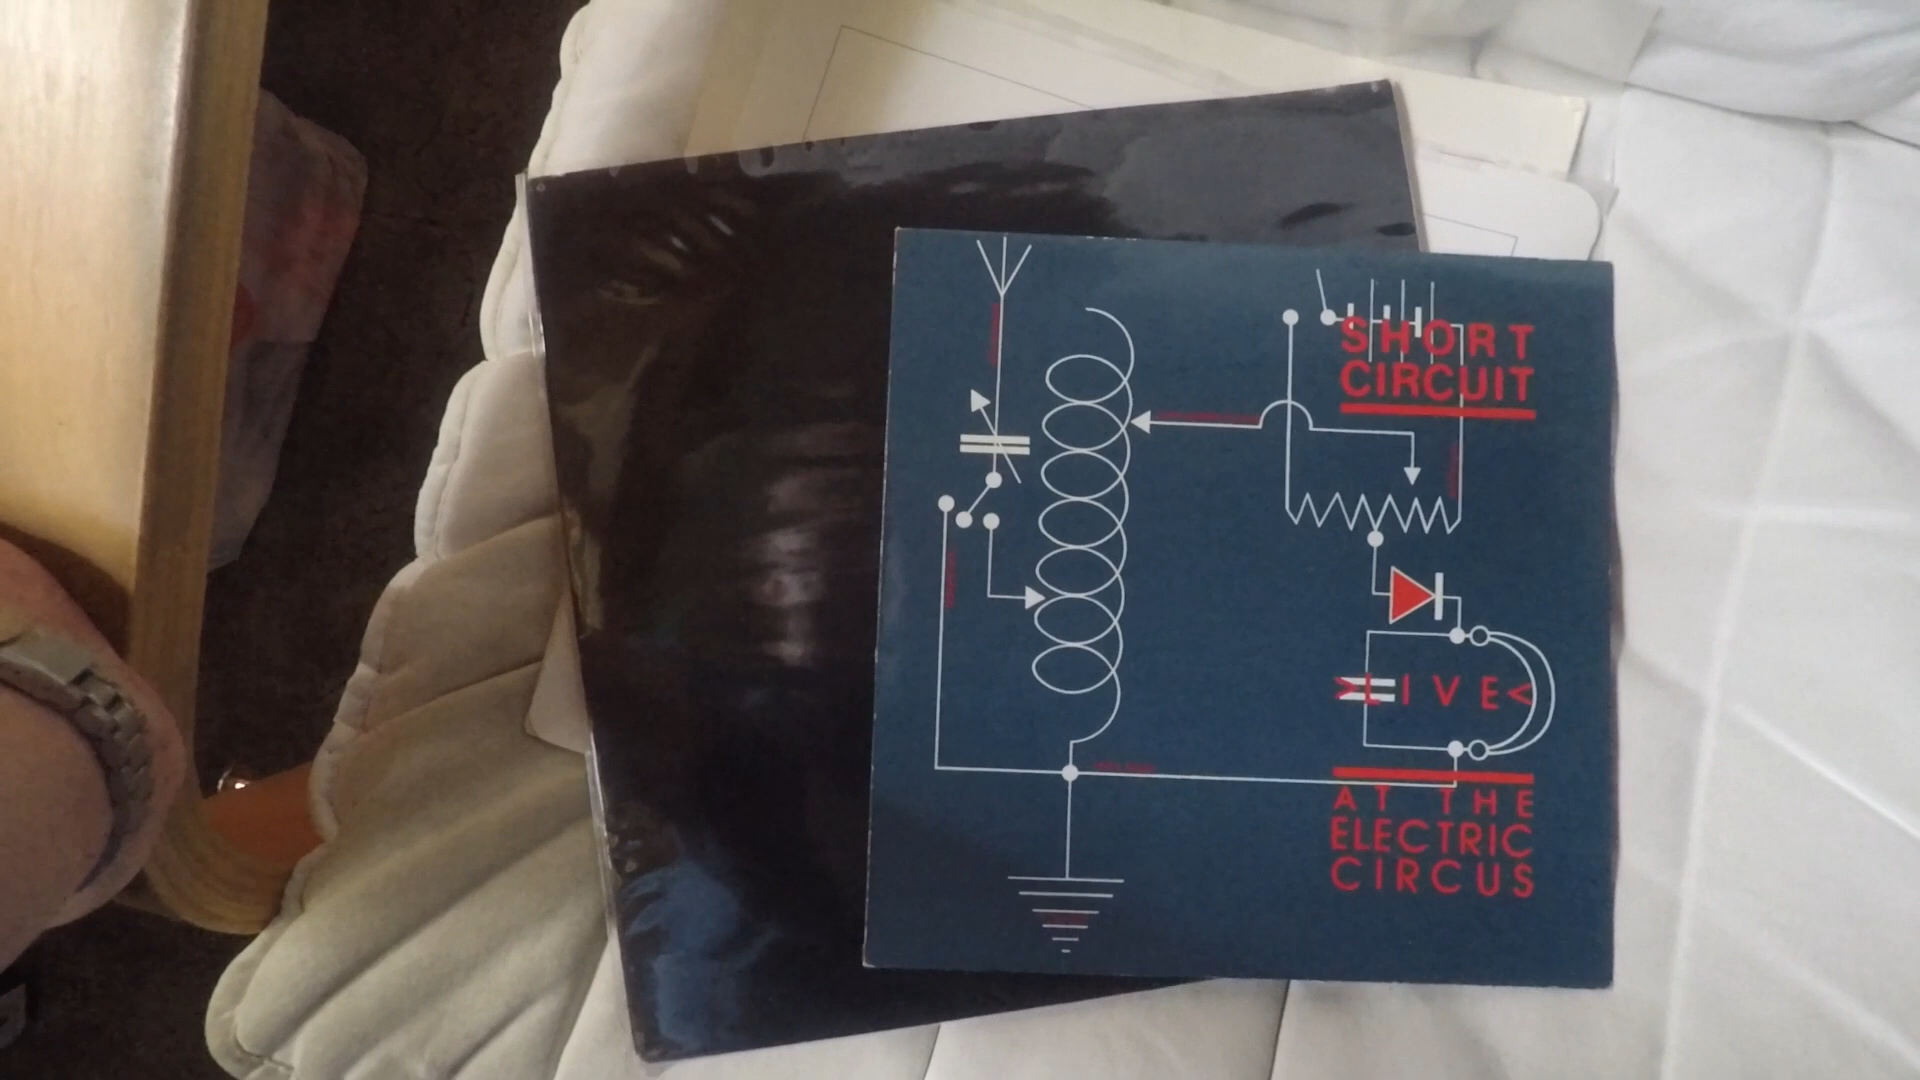 SHORT
CIRCUIT
>LIVE<
AT THE
ELECTRIC
CIRCUS